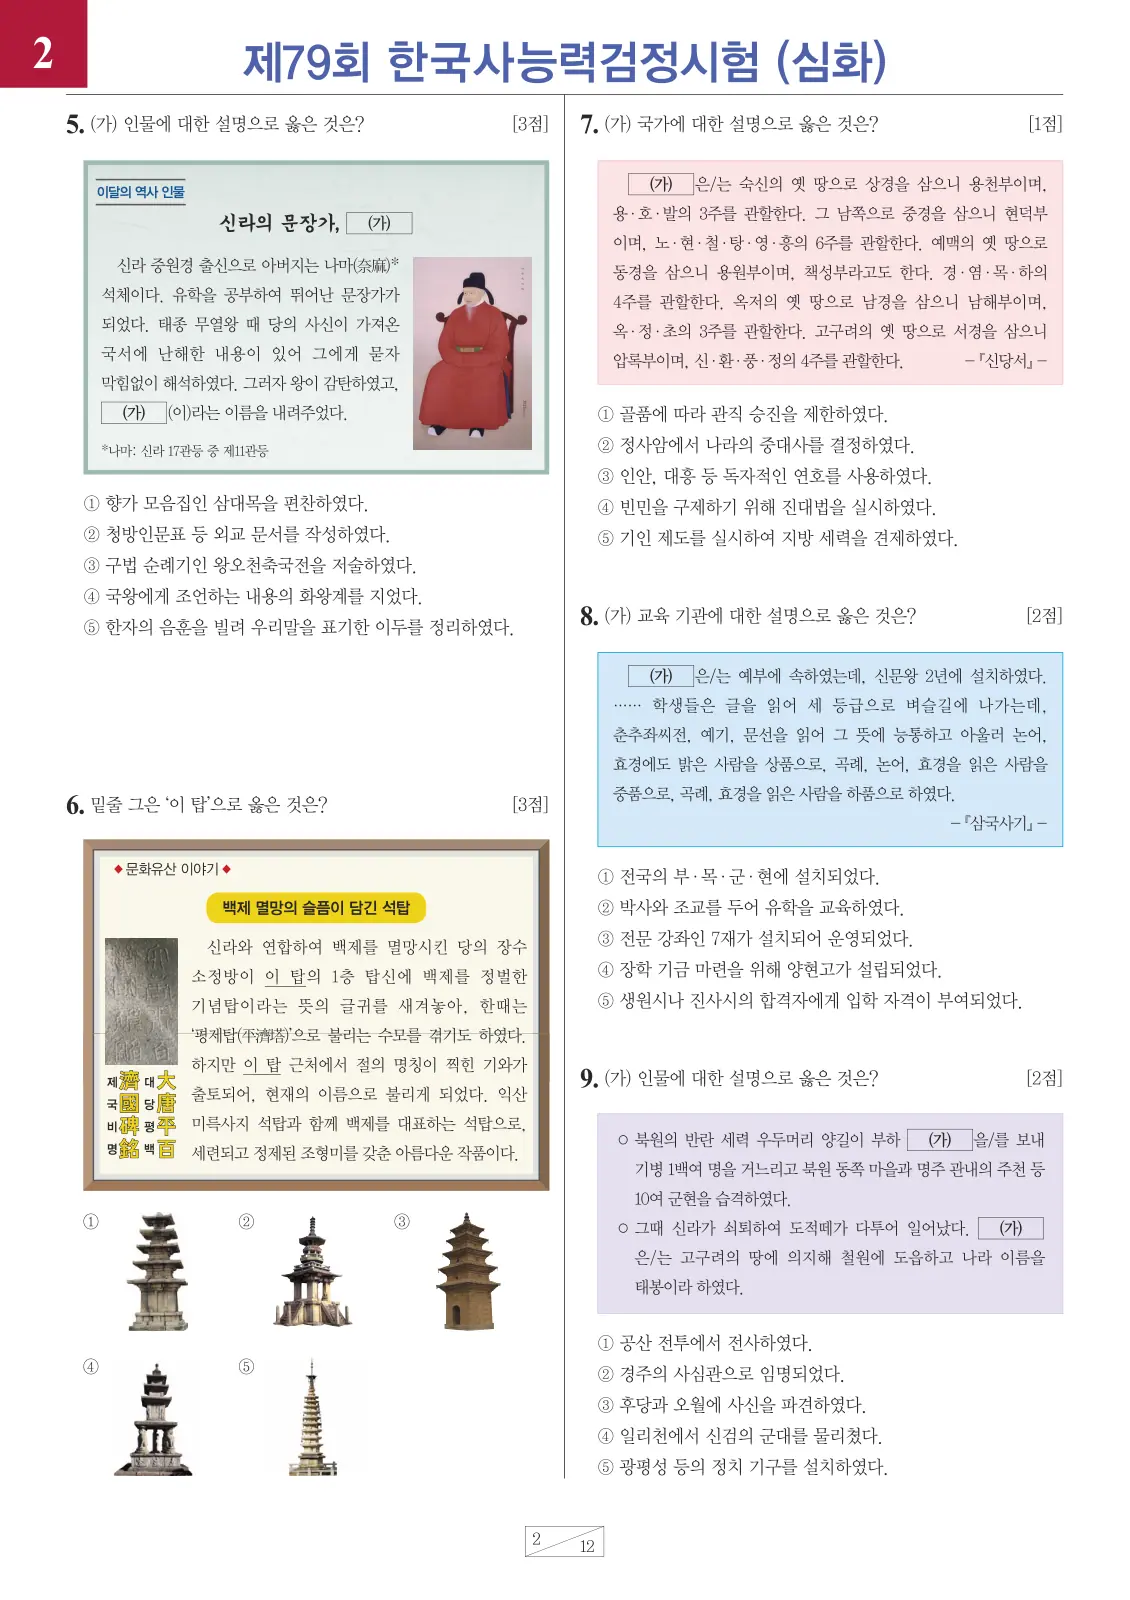 2
제79회 한국사능력검정시험 (심화)
5. (가) 인물에 대한 설명으로 옳은 것은? [3점]
이달의 역사 인물
신라의 문장가, (가)
신라 중원경 출신으로 아버지는 나마(奈麻)*
석체이다. 유학을 공부하여 뛰어난 문장가가
되었다. 태종 무열왕 때 당의 사신이 가져온
국서에 난해한 내용이 있어 그에게 묻자
막힘없이 해석하였다. 그러자 왕이 감탄하였고,
(가) (이)라는 이름을 내려주었다.
*나마: 신라 17관등 중 제11관등
① 향가 모음집인 삼대목을 편찬하였다.
② 청방인문표 등 외교 문서를 작성하였다.
③ 구법 순례기인 왕오천축국전을 저술하였다.
④ 국왕에게 조언하는 내용의 화왕계를 지었다.
⑤ 한자의 음훈을 빌려 우리말을 표기한 이두를 정리하였다.
6. 밑줄 그은 ‘이 탑’으로 옳은 것은? [3점]
◆ 문화유산 이야기 ◆
백제 멸망의 슬픔이 담긴 석탑
신라와 연합하여 백제를 멸망시킨 당의 장수
소정방이 이 탑의 1층 탑신에 백제를 정벌한
기념탑이라는 뜻의 글귀를 새겨놓아, 한때는
‘평제탑(平濟塔)’으로 불리는 수모를 겪기도 하였다.
하지만 이 탑 근처에서 절의 명칭이 찍힌 기와가
출토되어, 현재의 이름으로 불리게 되었다. 익산
미륵사지 석탑과 함께 백제를 대표하는 석탑으로,
세련되고 정제된 조형미를 갖춘 아름다운 작품이다.
제 濟 대 大
국 國 당 唐
비 碑 평 平
명 銘 백 百
① ② ③
④ ⑤
7. (가) 국가에 대한 설명으로 옳은 것은? [1점]
(가) 은/는 숙신의 옛 땅으로 상경을 삼으니 용천부이며,
용·호·발의 3주를 관할한다. 그 남쪽으로 중경을 삼으니 현덕부
이며, 노·현·철·탕·영·흥의 6주를 관할한다. 예맥의 옛 땅으로
동경을 삼으니 용원부이며, 책성부라고도 한다. 경·염·목·하의
4주를 관할한다. 옥저의 옛 땅으로 남경을 삼으니 남해부이며,
옥·정·초의 3주를 관할한다. 고구려의 옛 땅으로 서경을 삼으니
압록부이며, 신·환·풍·정의 4주를 관할한다. -『신당서』-
① 골품에 따라 관직 승진을 제한하였다.
② 정사암에서 나라의 중대사를 결정하였다.
③ 인안, 대흥 등 독자적인 연호를 사용하였다.
④ 빈민을 구제하기 위해 진대법을 실시하였다.
⑤ 기인 제도를 실시하여 지방 세력을 견제하였다.
8. (가) 교육 기관에 대한 설명으로 옳은 것은? [2점]
(가) 은/는 예부에 속하였는데, 신문왕 2년에 설치하였다.
…… 학생들은 글을 읽어 세 등급으로 벼슬길에 나가는데,
춘추좌씨전, 예기, 문선을 읽어 그 뜻에 능통하고 아울러 논어,
효경에도 밝은 사람을 상품으로, 곡례, 논어, 효경을 읽은 사람을
중품으로, 곡례, 효경을 읽은 사람을 하품으로 하였다.
-『삼국사기』-
① 전국의 부·목·군·현에 설치되었다.
② 박사와 조교를 두어 유학을 교육하였다.
③ 전문 강좌인 7재가 설치되어 운영되었다.
④ 장학 기금 마련을 위해 양현고가 설립되었다.
⑤ 생원시나 진사시의 합격자에게 입학 자격이 부여되었다.
9. (가) 인물에 대한 설명으로 옳은 것은? [2점]
○ 북원의 반란 세력 우두머리 양길이 부하 (가) 을/를 보내
기병 1백여 명을 거느리고 북원 동쪽 마을과 명주 관내의 주천 등
10여 군현을 습격하였다.
○ 그때 신라가 쇠퇴하여 도적떼가 다투어 일어났다. (가)
은/는 고구려의 땅에 의지해 철원에 도읍하고 나라 이름을
태봉이라 하였다.
① 공산 전투에서 전사하였다.
② 경주의 사심관으로 임명되었다.
③ 후당과 오월에 사신을 파견하였다.
④ 일리천에서 신검의 군대를 물리쳤다.
⑤ 광평성 등의 정치 기구를 설치하였다.
2 12